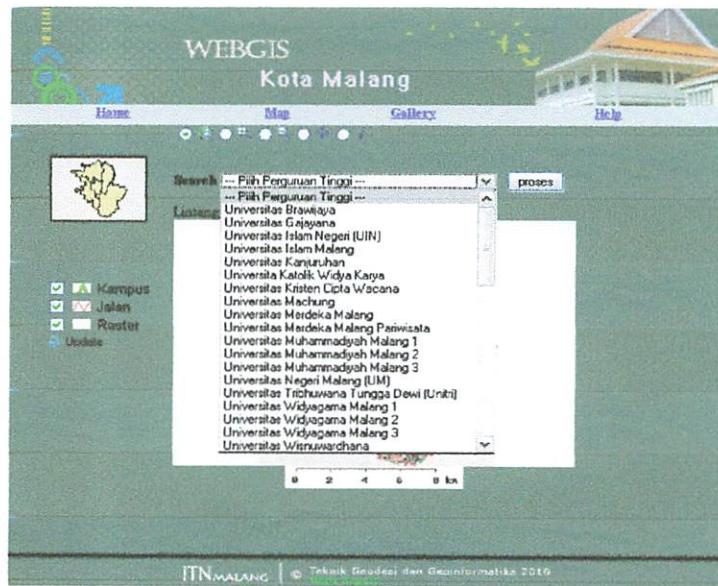 WEBGIS
Kota Malang
Home Map Gallery Help
Search --- Pilih Perguruan Tinggi --- proses
--- Pilih Perguruan Tinggi ---
Lintang
Universitas Brawijaya
Universitas Gajayana
Universitas Islam Negeri (UIN)
Universitas Islam Malang
Universitas Kanjuruhan
Universita Katolik Widya Karya
Universitas Kristen Cipta Wacana
Universitas Machung
Universitas Merdeka Malang
Universitas Merdeka Malang Pariwisata
Universitas Muhammadiyah Malang 1
Universitas Muhammadiyah Malang 2
Universitas Muhammadiyah Malang 3
Universitas Negeri Malang (UM)
Universitas Tribhuwana Tungga Dewi (Unitri)
Universitas Widyagama Malang 1
Universitas Widyagama Malang 2
Universitas Widyagama Malang 3
Universitas Wisnuwardhana
Kampus
Jalan
Raster
Update
0 2 4 6 8 km
ITN MALANG | © Teknik Geodesi dan Geoinformatika 2010